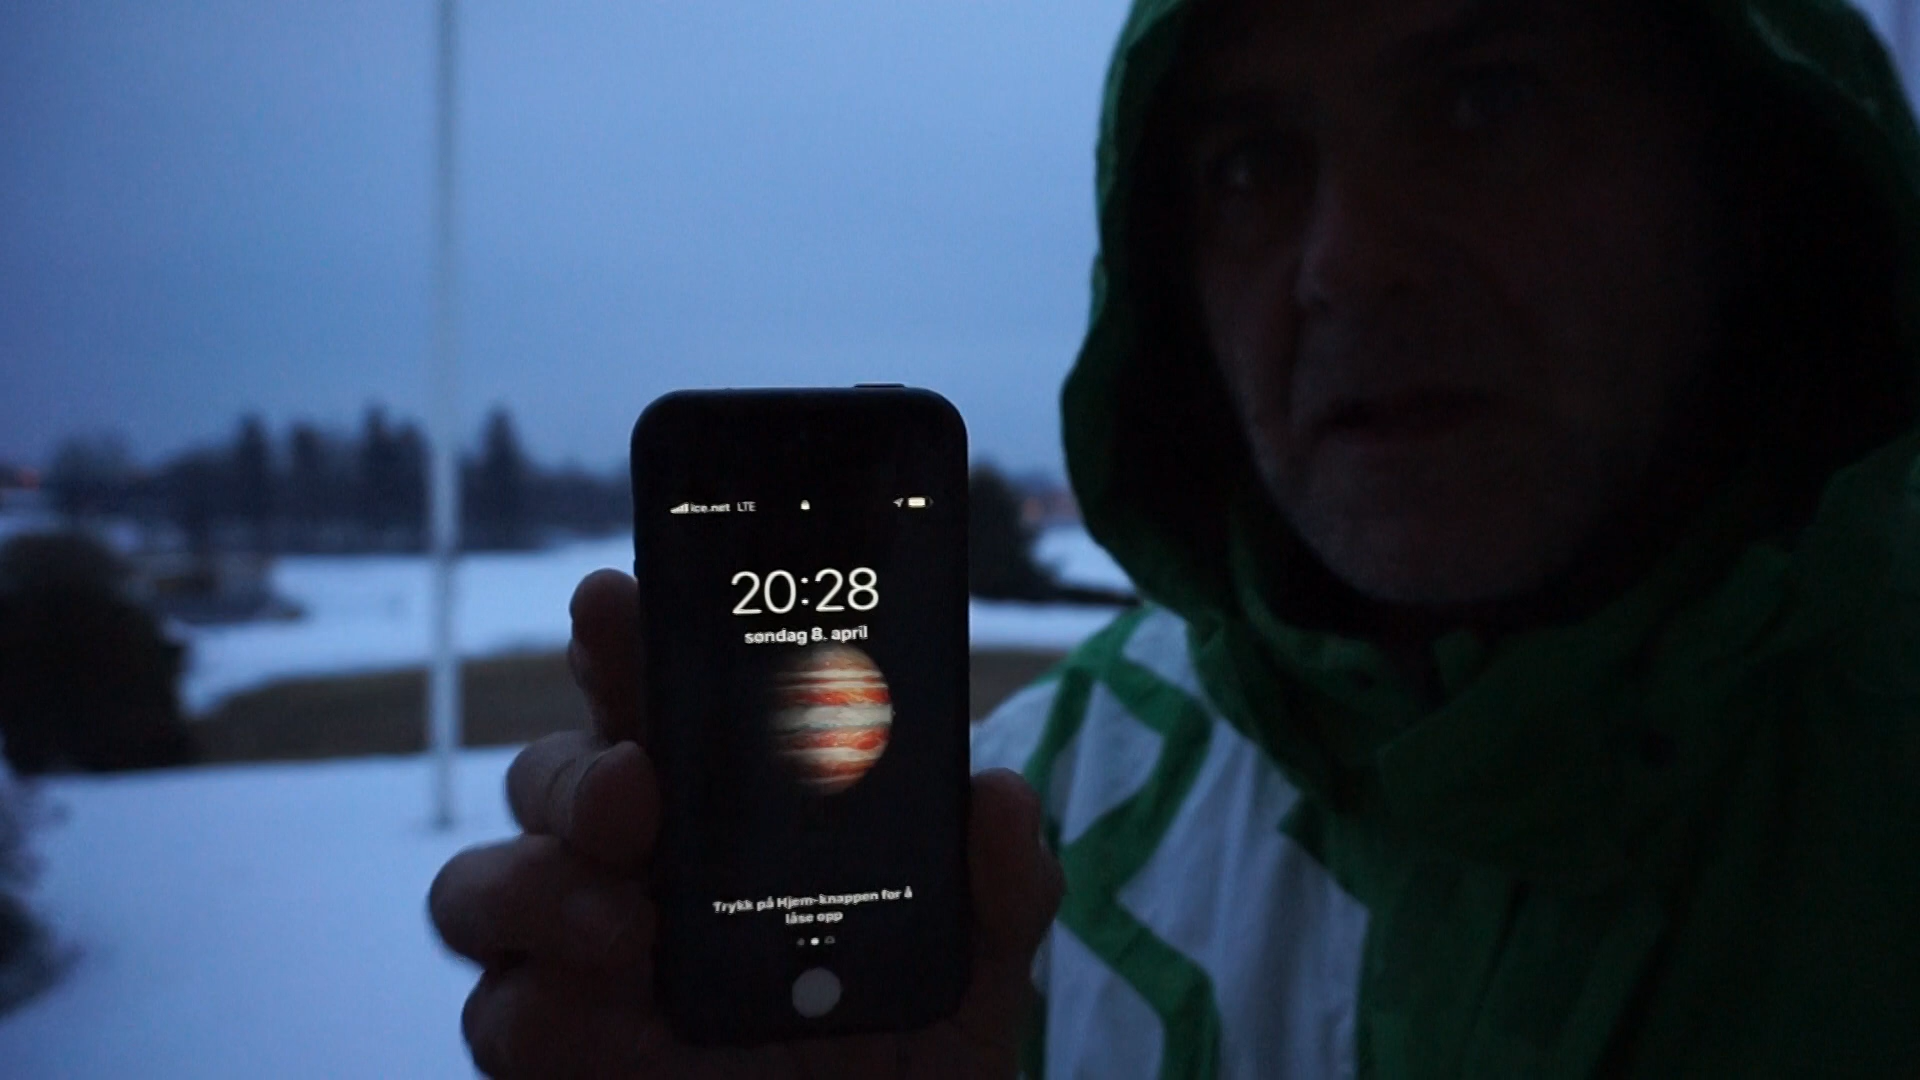 ice.net LTE
20:28
søndag 8. april
Trykk på Hjem-knappen for å
låse opp